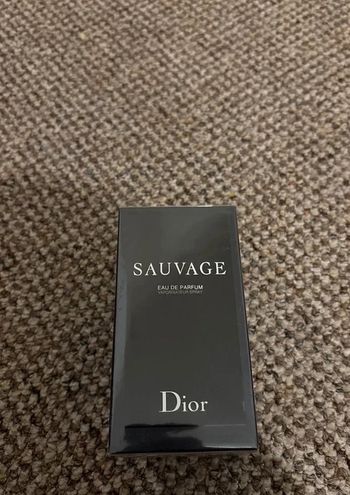 SAUVAGE
EAU DE PARFUM
VAPORISATEUR SPRAY
Dior